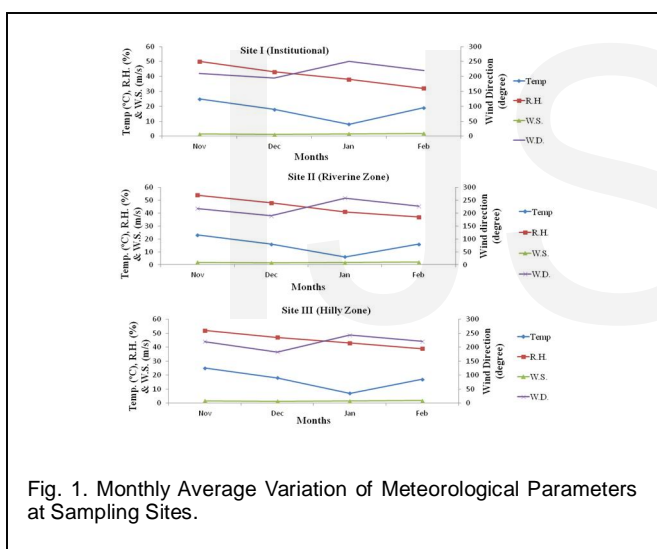 Site I (Institutional)
Temp (°C), R.H. (%)
& W.S. (m/s)
60
50
40
30
20
10
0
300
250
200
150
100
50
0
Wind Direction
(degree)
Nov Dec Jan Feb
Months
Temp
R.H.
W.S.
W.D.
Site II (Riverine Zone)
Temp. (°C), R.H. (%)
& W.S. (m/s)
60
50
40
30
20
10
0
300
250
200
150
100
50
0
Wind direction
(degree)
Nov Dec Jan Feb
Months
Temp
R.H.
W.S.
W.D.
Site III (Hilly Zone)
Temp. (°C), R.H. (%)
& W.S. (m/s)
60
50
40
30
20
10
0
300
250
200
150
100
50
0
Wind Direction
(degree)
Nov Dec Jan Feb
Months
Temp
R.H.
W.S.
W.D.
IJS
Fig. 1. Monthly Average Variation of Meteorological Parameters
at Sampling Sites.